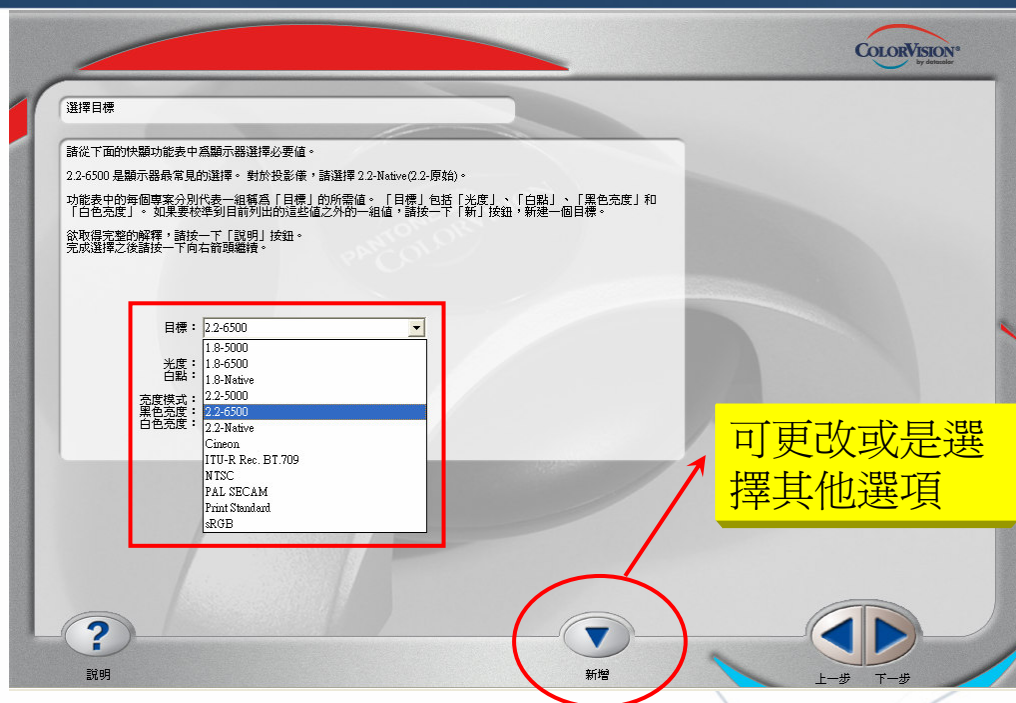 COLORVISION®
by datacolor
選擇目標
請從下面的快顯功能表中爲顯示器選擇必要值。
2.2-6500 是顯示器最常見的選擇。 對於投影儀，請選擇 2.2-Native(2.2-原始)。
功能表中的每個專案分別代表一組稱爲「目標」的所需值。 「目標」包括「光度」、「白點」、「黑色亮度」和
「白色亮度」。 如果要校準到目前列出的這些值之外的一組值，請按一下「新」按鈕，新建一個目標。
欲取得完整的解釋，請按一下「説明」按鈕。
完成選擇之後請按一下向右箭頭繼續。
PANTONE
COLORV
目標： 2.2-6500
1.8-5000
光度： 1.8-6500
白點： 1.8-Native
亮度模式： 2.2-5000
黑色亮度： 2.2-6500
白色亮度： 2.2-Native
Cineon
ITU-R Rec. BT.709
NTSC
PAL SECAM
Print Standard
sRGB
可更改或是選
擇其他選項
?
説明
新增
上一步 下一步